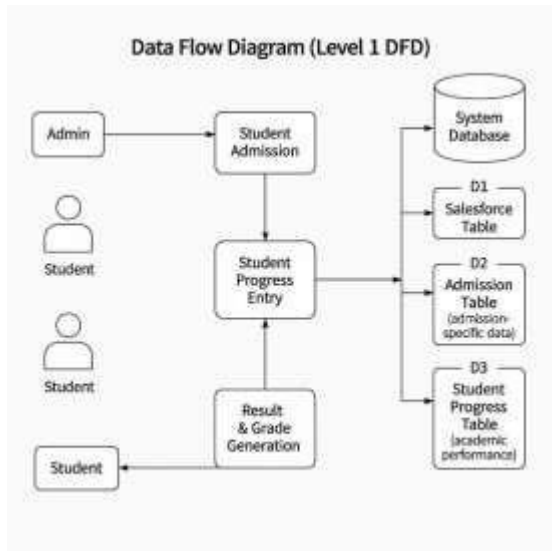 Data Flow Diagram (Level 1 DFD)
Admin
Student
Admission
System
Database
D1
Salesforce
Table
Student
Student
Progress
Entry
D2
Admission
Table
(admission-
specific data)
Student
D3
Student
Progress
Table
(academic
performance)
Result
& Grade
Generation
Student